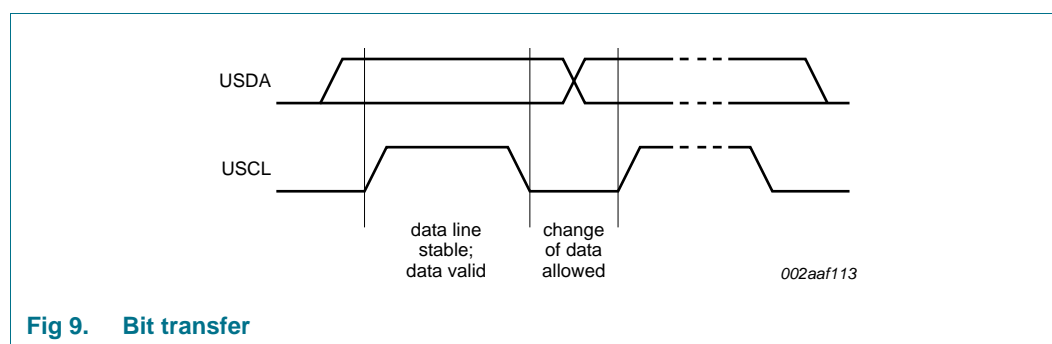 USDA
USCL
data line
stable;
data valid
change
of data
allowed
002aaf113
Fig 9. Bit transfer